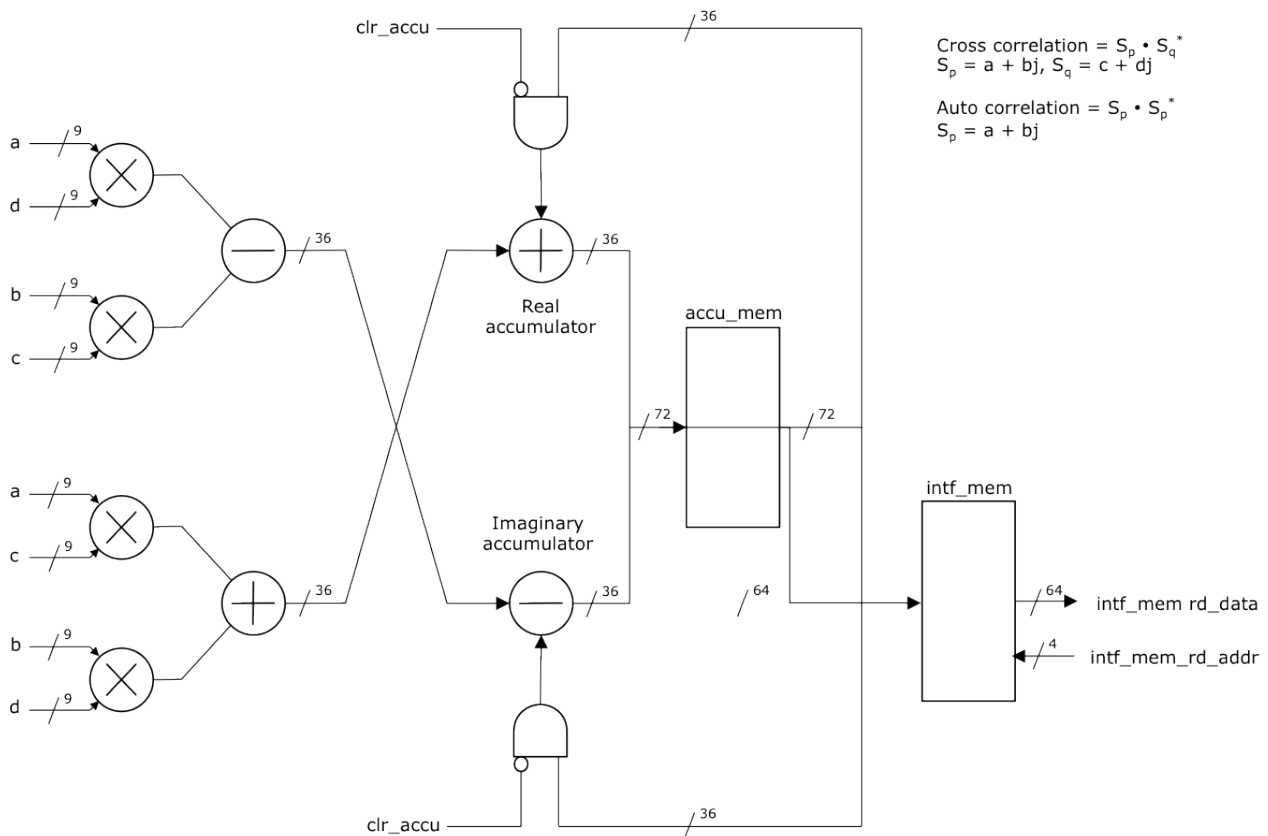 clr_accu
36
Cross correlation = Sp • Sq*
Sp = a + bj, Sq = c + dj
Auto correlation = Sp • Sp*
Sp = a + bj
a
9
d
9
36
36
b
9
c
9
Real
accumulator
accu_mem
72
72
a
9
c
9
intf_mem
Imaginary
accumulator
36
36
64
64
intf_mem rd_data
b
9
4
intf_mem_rd_addr
d
9
36
clr_accu